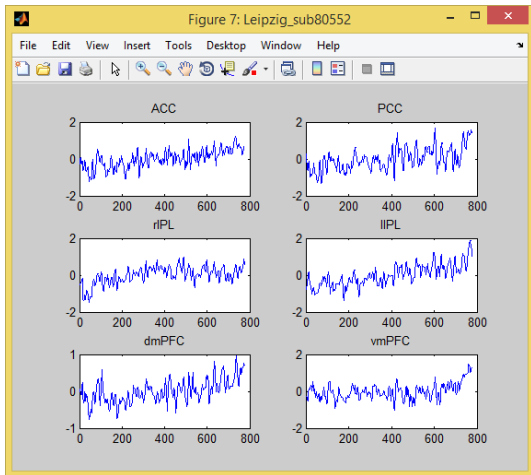 Figure 7: Leipzig_sub80552
File Edit View Insert Tools Desktop Window Help
ACC PCC
2 2
0 0
-2 -2
0 200 400 600 800 0 200 400 600 800
rIPL lIPL
2 2
0 0
-2 -2
0 200 400 600 800 0 200 400 600 800
dmPFC vmPFC
1 2
0 0
-1 -2
0 200 400 600 800 0 200 400 600 800